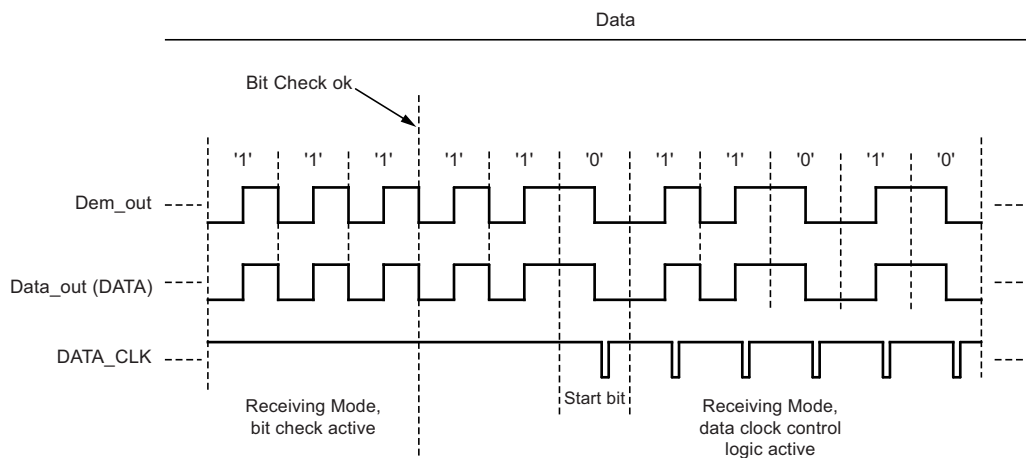 Data
Bit Check ok
'1' '1' '1' '1' '1' '0' '1' '1' '0' '1' '0'
Dem_out
Data_out (DATA)
DATA_CLK
Start bit
Receiving Mode,
bit check active
Receiving Mode,
data clock control
logic active